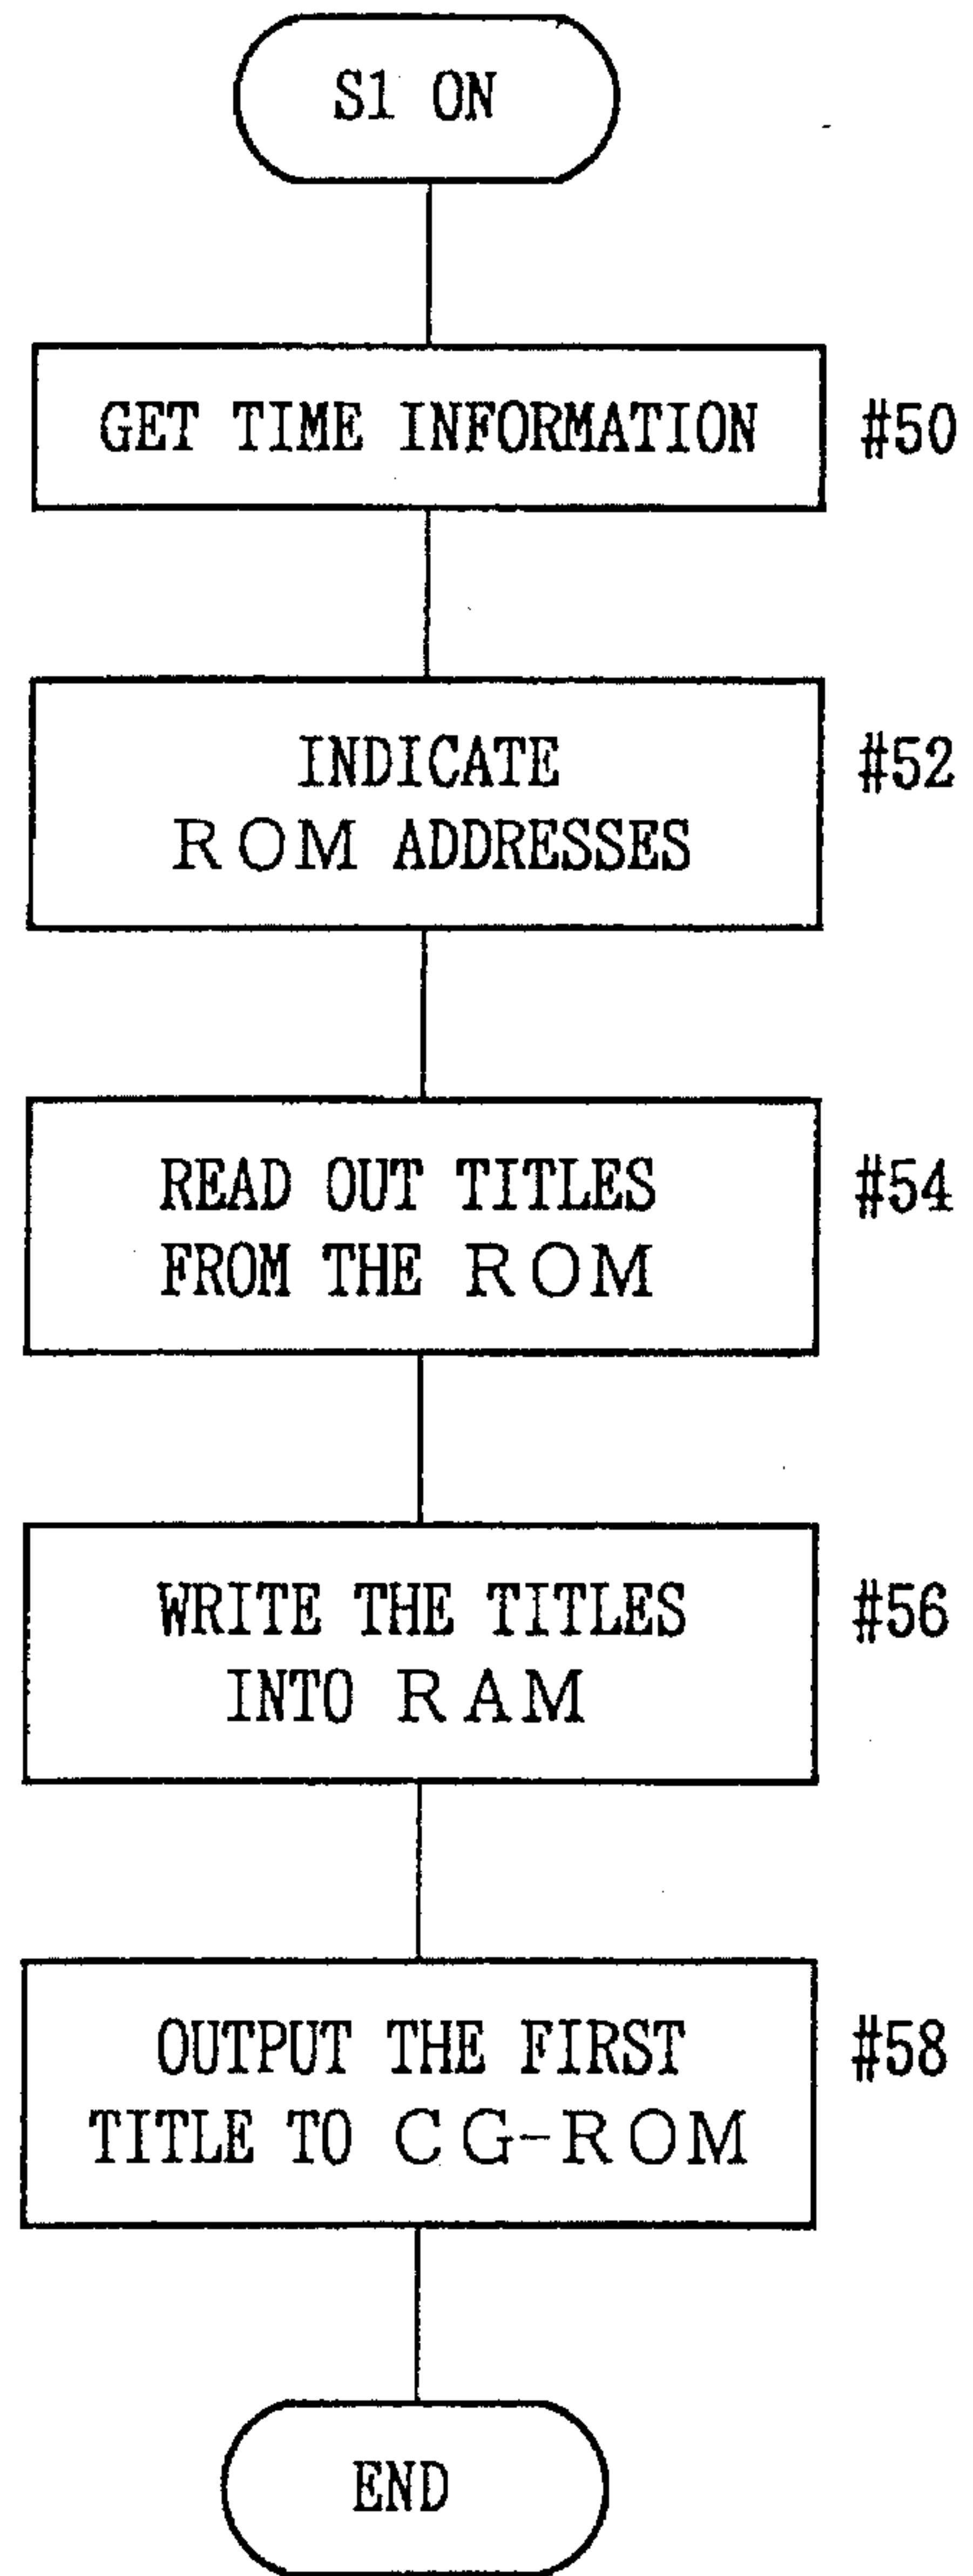 S1 ON
GET TIME INFORMATION #50
INDICATE #52
ROM ADDRESSES
READ OUT TITLES #54
FROM THE ROM
WRITE THE TITLES #56
INTO RAM
OUTPUT THE FIRST #58
TITLE TO CG-ROM
END